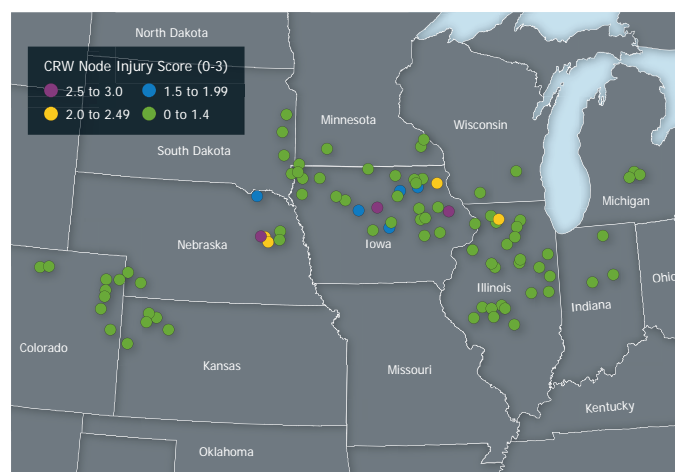 North Dakota
CRW Node Injury Score (0-3)
2.5 to 3.0
1.5 to 1.99
2.0 to 2.49
0 to 1.4
Minnesota
Wisconsin
South Dakota
Michigan
Nebraska
Iowa
Ohio
Illinois
Indiana
Colorado
Kansas
Missouri
Kentucky
Oklahoma